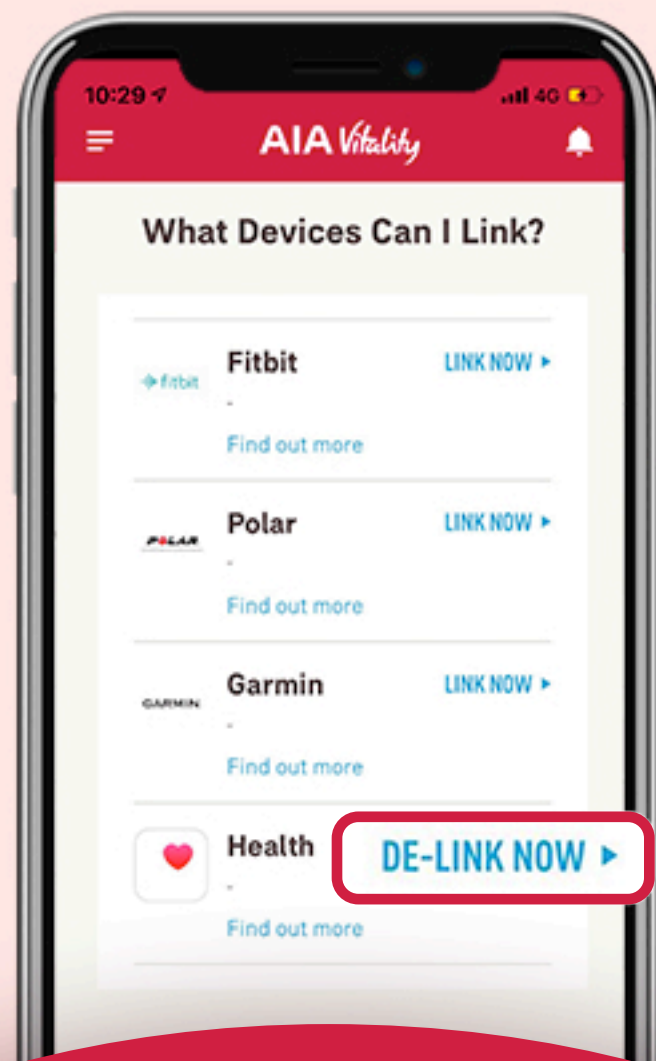 10:29
4G
AIA Vitality
What Devices Can I Link?
fitbit
Fitbit
LINK NOW
-
Find out more
POLAR
Polar
LINK NOW
-
Find out more
GARMIN
Garmin
LINK NOW
-
Find out more
Health
DE-LINK NOW
-
Find out more